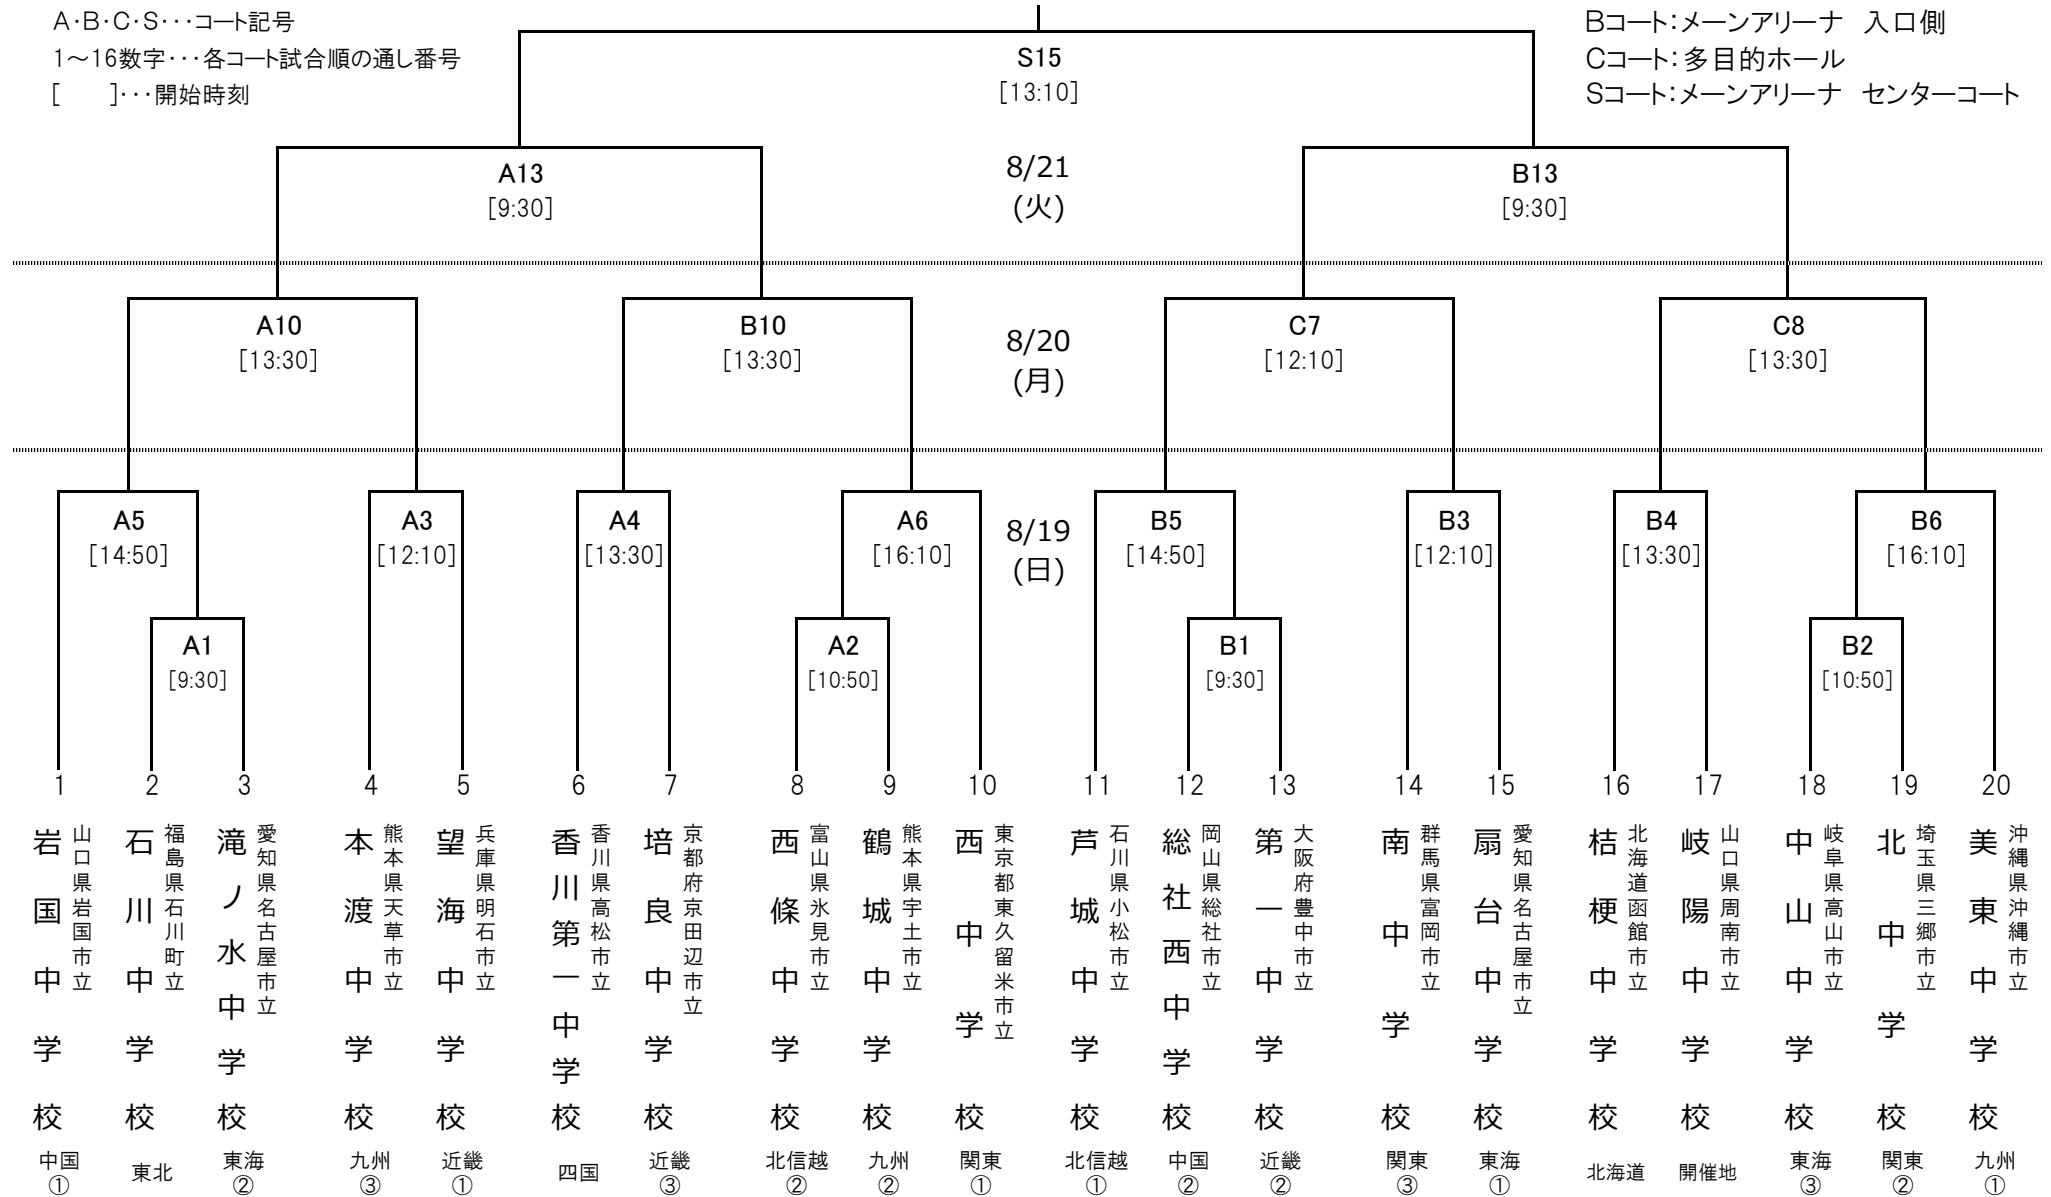 A・B・C・S・・・コート記号
1～16数字・・・各コート試合順の通し番号
[　　]・・・開始時刻
Bコート：メーンアリーナ　入口側
Cコート：多目的ホール
Sコート：メーンアリーナ　センターコート
S15
[13:10]
8/21
(火)
A13
[9:30]
B13
[9:30]
8/20
(月)
A10
[13:30]
B10
[13:30]
C7
[12:10]
C8
[13:30]
8/19
(日)
A5
[14:50]
A3
[12:10]
A4
[13:30]
A6
[16:10]
B5
[14:50]
B3
[12:10]
B4
[13:30]
B6
[16:10]
A1
[9:30]
A2
[10:50]
B1
[9:30]
B2
[10:50]
1
山口県岩国市立
岩国中学校
中国
①
2
福島県石川町立
石川中学校
東北
3
愛知県名古屋市立
滝ノ水中学校
東海
②
4
熊本県天草市立
本渡中学校
九州
③
5
兵庫県明石市立
望海中学校
近畿
①
6
香川県高松市立
香川第一中学校
四国
7
京都府京田辺市立
培良中学校
近畿
③
8
富山県氷見市立
西條中学校
北信越
②
9
熊本県宇土市立
鶴城中学校
九州
②
10
東京都東久留米市立
西中学校
関東
①
11
石川県小松市立
芦城中学校
北信越
①
12
岡山県総社市立
総社西中学校
中国
②
13
大阪府豊中市立
第一中学校
近畿
②
14
群馬県富岡市立
南中学校
関東
③
15
愛知県名古屋市立
扇台中学校
東海
①
16
北海道函館市立
桔梗中学校
北海道
17
山口県周南市立
岐陽中学校
開催地
18
岐阜県高山市立
中山中学校
東海
③
19
埼玉県三郷市立
北中学校
関東
②
20
沖縄県沖縄市立
美東中学校
九州
①